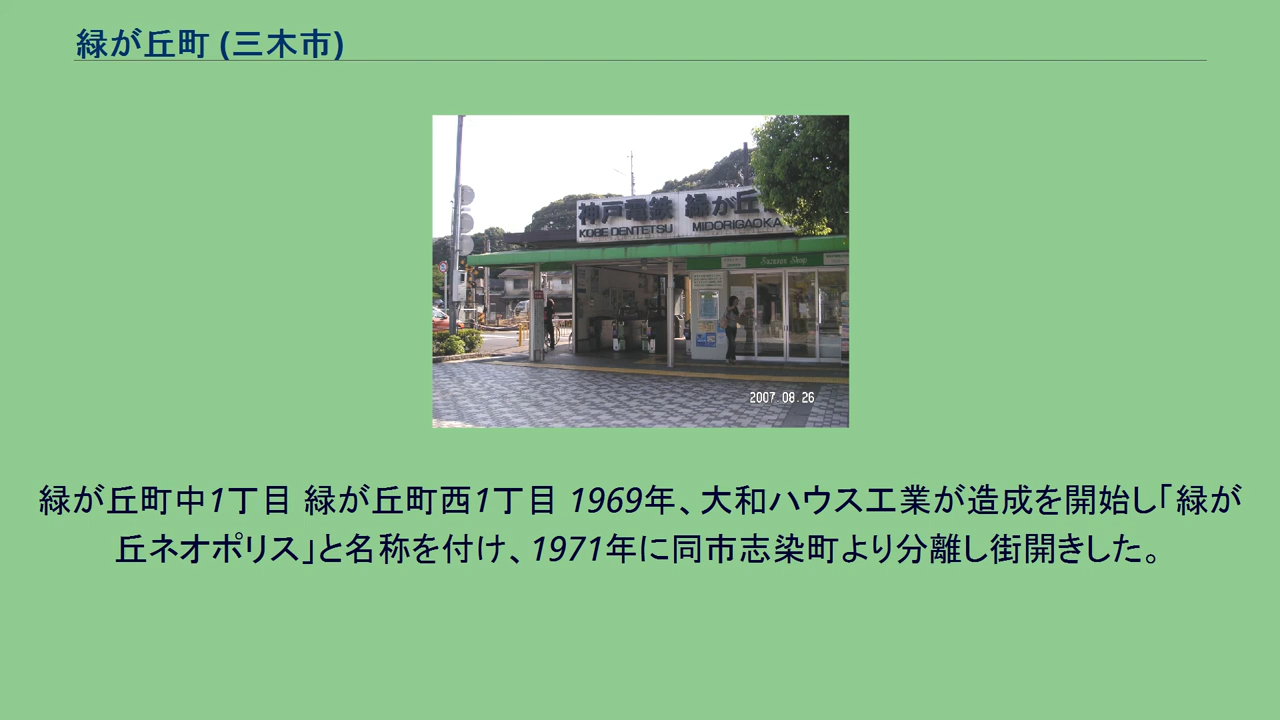 緑が丘町 (三木市)
神戸電鉄 緑が丘
KOBE DENTETSU MIDORIGAOKA
Suzuran Shop
2007.08.26
緑が丘町中1丁目 緑が丘町西1丁目 1969年、大和ハウス工業が造成を開始し「緑が
丘ネオポリス」と名称を付け、1971年に同市志染町より分離し街開きした。